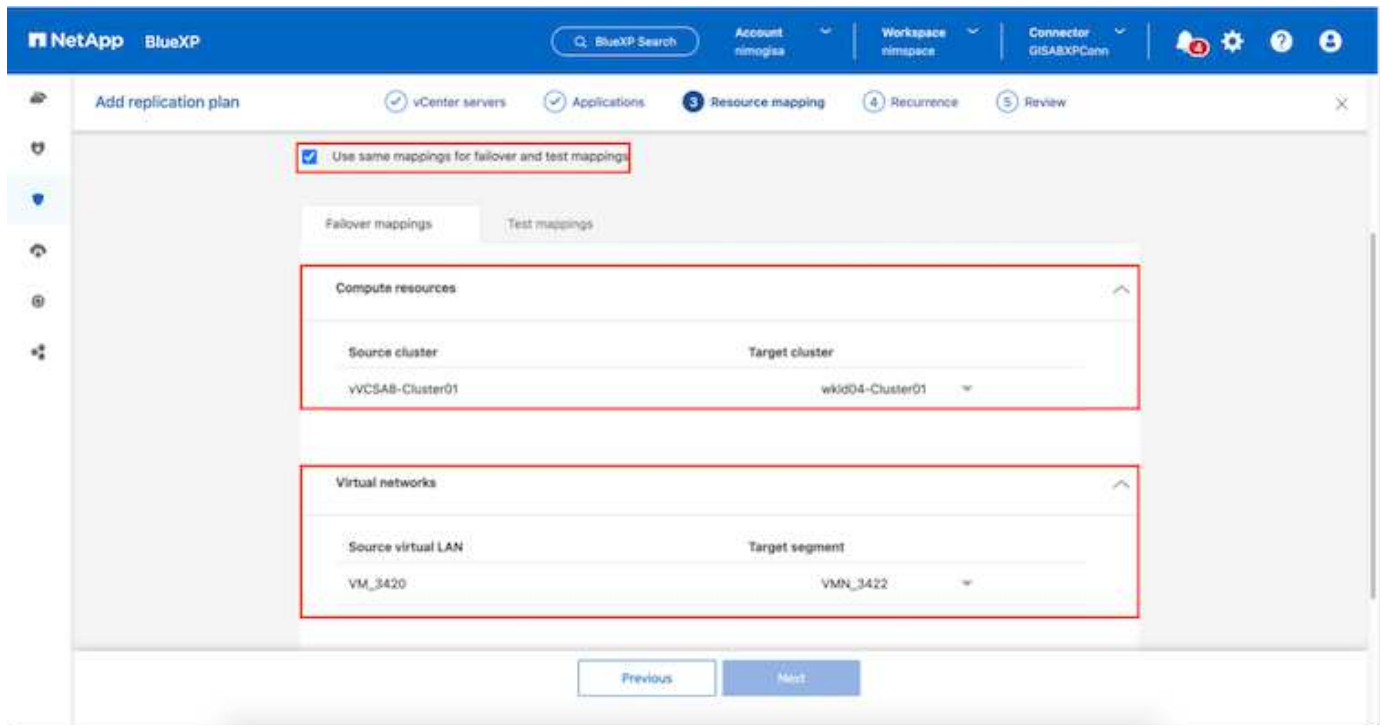 NetApp BlueXP
BlueXP Search
Account
nimogisa
Workspace
nimspace
Connector
GISABXPConn
4
Add replication plan
vCenter servers
Applications
3 Resource mapping
4 Recurrence
5 Review
Use same mappings for failover and test mappings
Failover mappings
Test mappings
Compute resources
Source cluster
Target cluster
vVCSA8-Cluster01
wkld04-Cluster01
Virtual networks
Source virtual LAN
Target segment
VM_3420
VMN_3422
Previous
Next